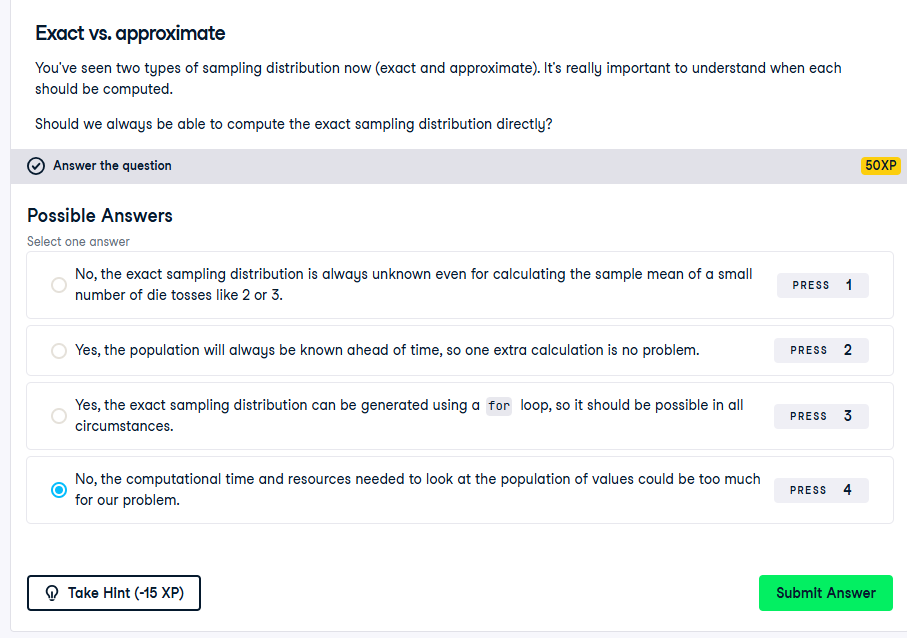 Exact vs. approximate
You've seen two types of sampling distribution now (exact and approximate). It's really important to understand when each
should be computed.
Should we always be able to compute the exact sampling distribution directly?
Answer the question
50XP
Possible Answers
Select one answer
No, the exact sampling distribution is always unknown even for calculating the sample mean of a small
number of die tosses like 2 or 3.
PRESS 1
Yes, the population will always be known ahead of time, so one extra calculation is no problem.
PRESS 2
Yes, the exact sampling distribution can be generated using a for loop, so it should be possible in all
circumstances.
PRESS 3
No, the computational time and resources needed to look at the population of values could be too much
for our problem.
PRESS 4
Take Hint (-15 XP)
Submit Answer